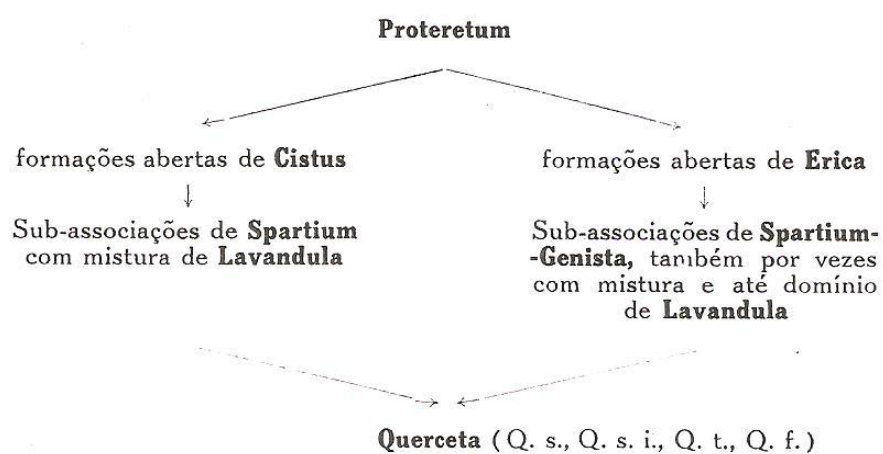 Proteretum
formações abertas de Cistus
formações abertas de Erica
Sub-associações de Spartium
com mistura de Lavandula
Sub-associações de Spartium-
-Genista, também por vezes
com mistura e até domínio
de Lavandula
Querceta ( Q. s., Q. s. i., Q. t., Q. f. )